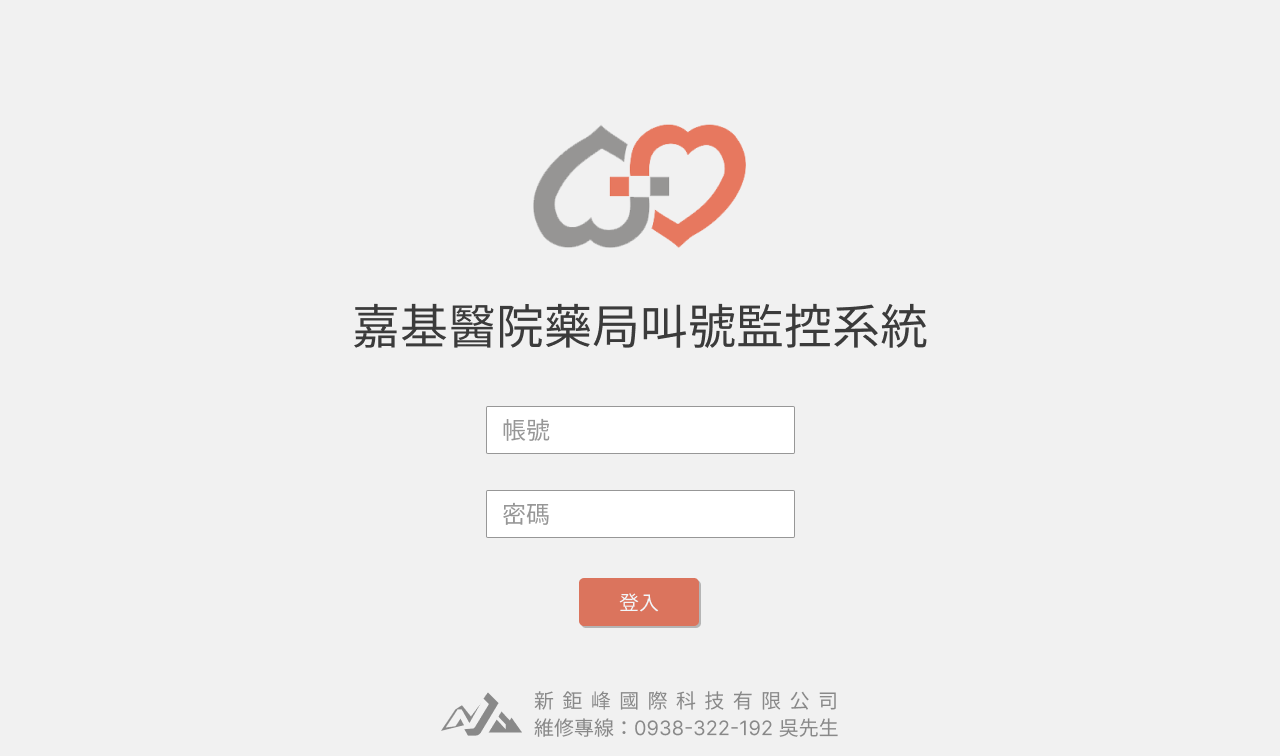 嘉基醫院藥局叫號監控系統
帳號
密碼
登入
新鉅峰國際科技有限公司
維修專線：0938-322-192 吳先生